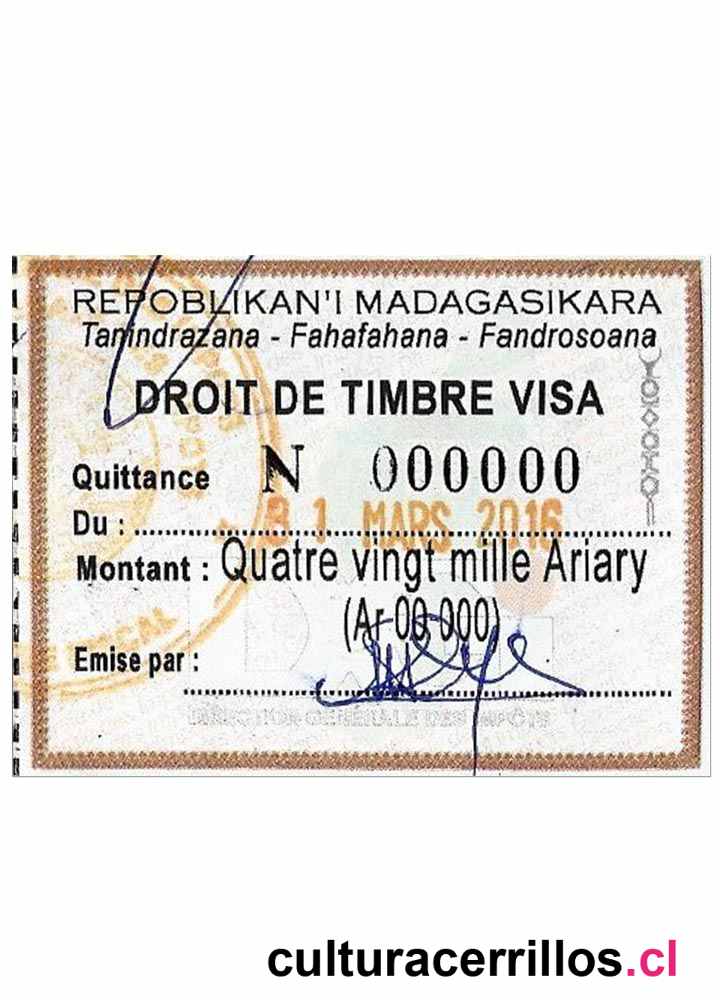 REPOBLIKAN'I MADAGASIKARA
Tanindrazana - Fahafahana - Fandrosoana
DROIT DE TIMBRE VISA
Quittance N 000000
Du : 31 MARS 2016
Montant : Quatre vingt mille Ariary
(Ar 00 000)
Emise par :
DIRECTION GENERALE DES IMPÔTS
culturacerrillos.cl